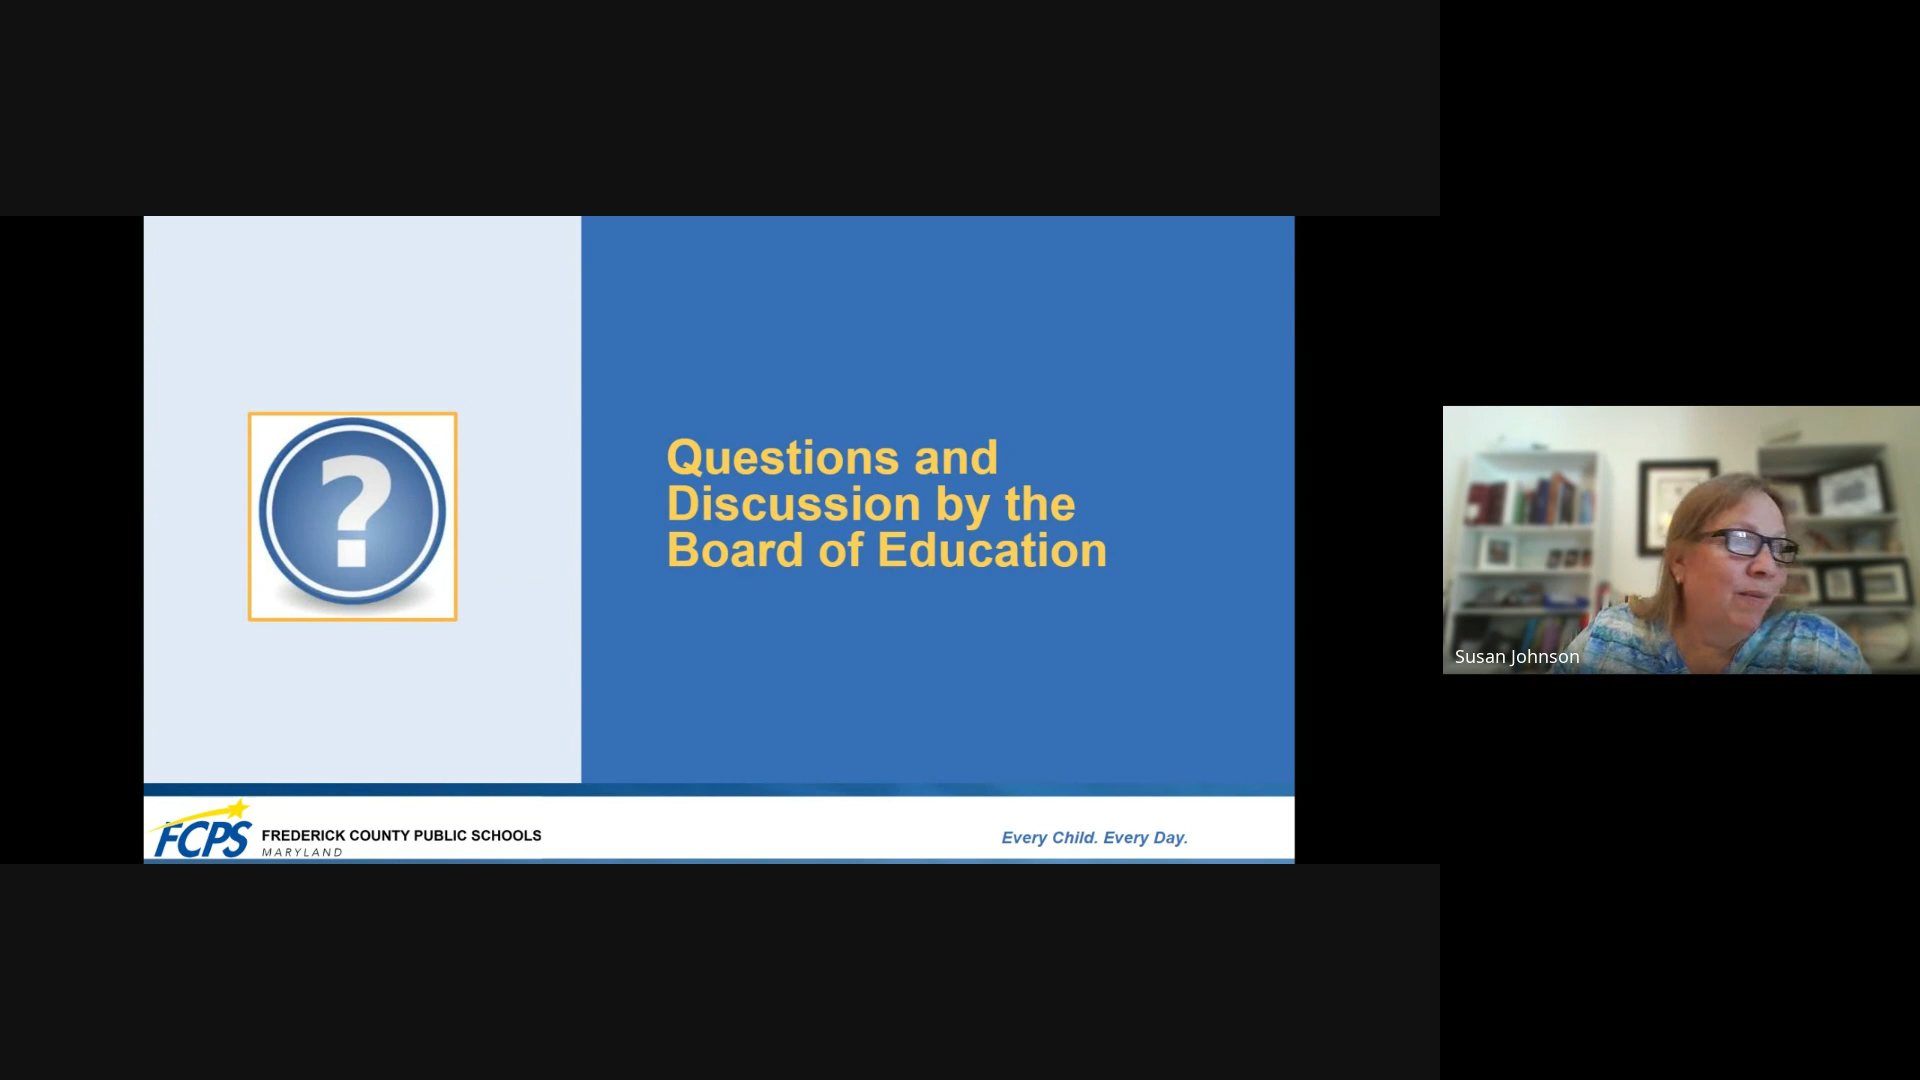 ?
Questions and
Discussion by the
Board of Education
FCPS
FREDERICK COUNTY PUBLIC SCHOOLS
MARYLAND
Every Child. Every Day.
Susan Johnson